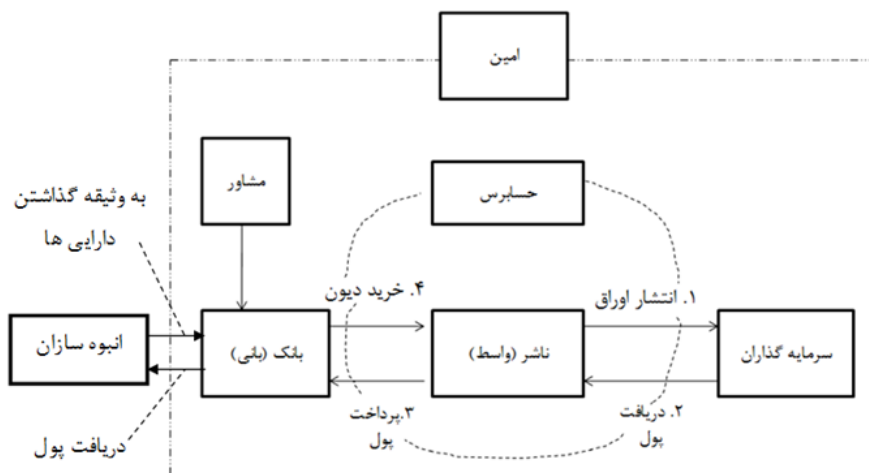 امین
مشاور
حسابرس
به وثیقه گذاشتن
دارایی ها
۴. خرید دیون
۱. انتشار اوراق
انبوه سازان
بانک (بانی)
ناشر (واسط)
سرمایه گذاران
دریافت پول
۳.پرداخت
پول
۲. دریافت
پول